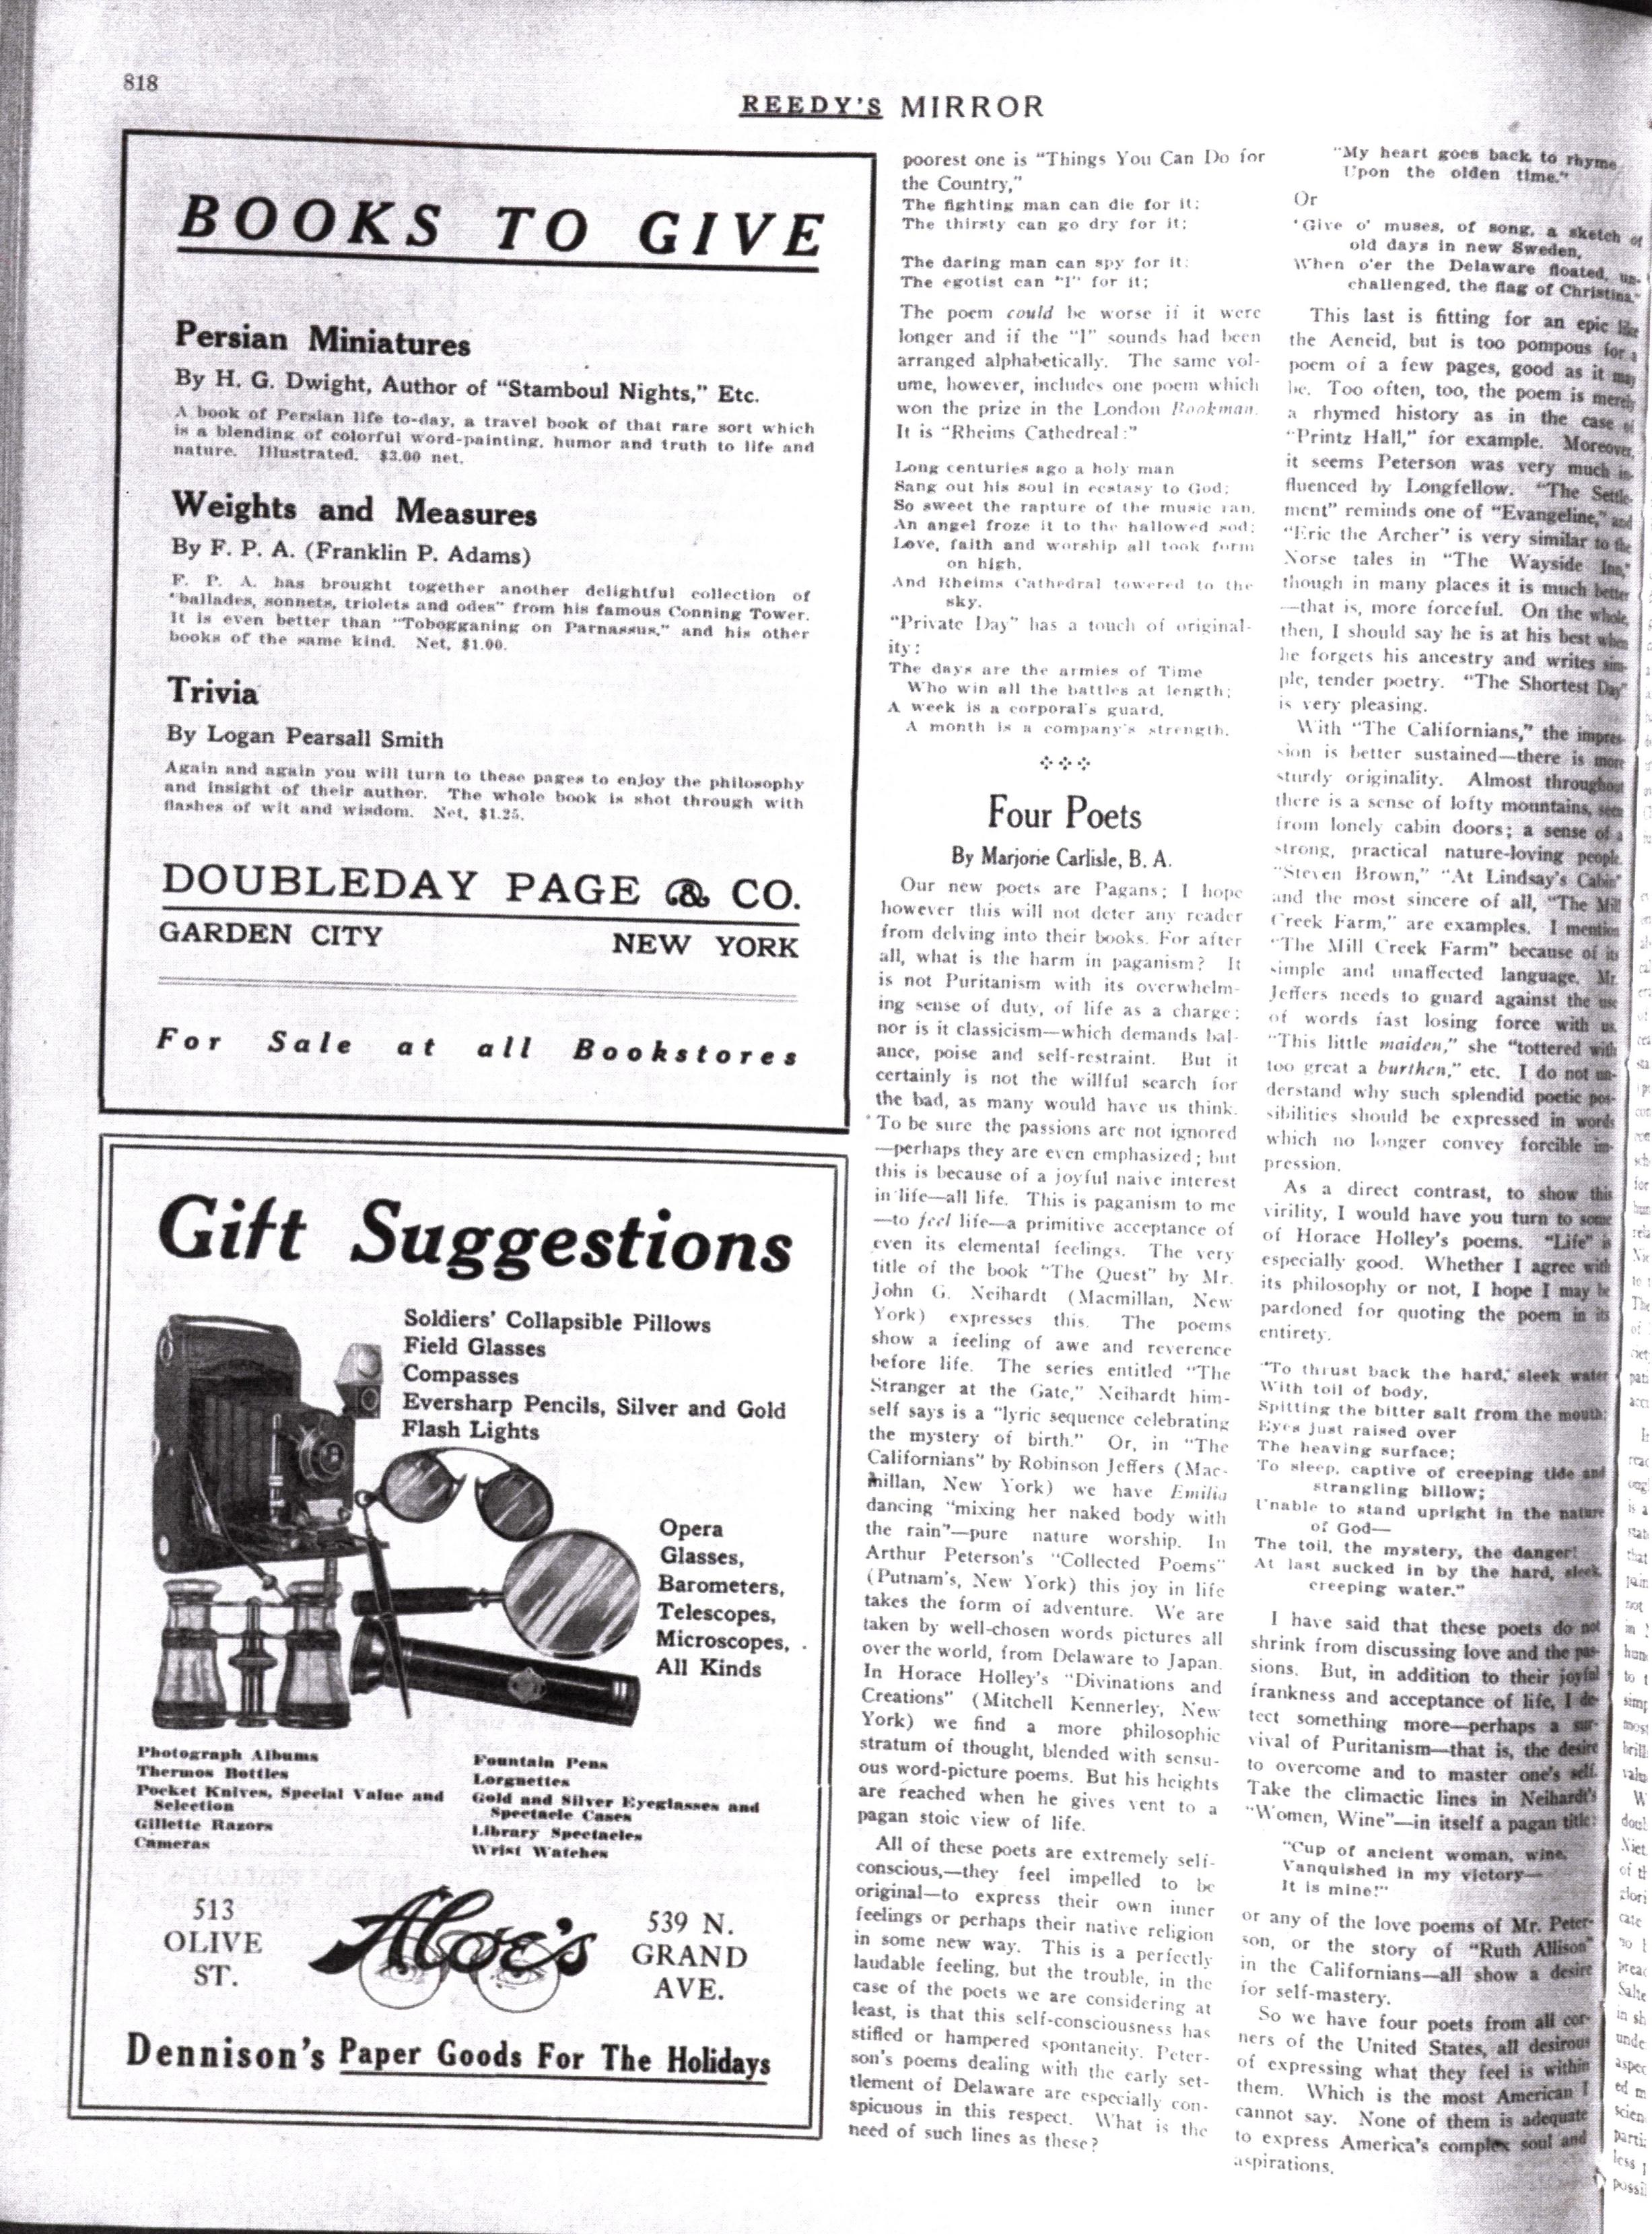 818
REEDY'S MIRROR
BOOKS TO GIVE
Persian Miniatures
By H. G. Dwight, Author of "Stamboul Nights," Etc.
A book of Persian life to-day, a travel book of that rare sort which
is a blending of colorful word-painting, humor and truth to life and
nature. Illustrated. $3.00 net.
Weights and Measures
By F. P. A. (Franklin P. Adams)
F. P. A. has brought together another delightful collection of
"ballades, sonnets, triolets and odes" from his famous Conning Tower.
It is even better than "Tobogganing on Parnassus," and his other
books of the same kind. Net, $1.00.
Trivia
By Logan Pearsall Smith
Again and again you will turn to these pages to enjoy the philosophy
and insight of their author. The whole book is shot through with
flashes of wit and wisdom. Net, $1.25.
DOUBLEDAY PAGE & CO.
GARDEN CITY NEW YORK
For Sale at all Bookstores
Gift Suggestions
Soldiers' Collapsible Pillows
Field Glasses
Compasses
Eversharp Pencils, Silver and Gold
Flash Lights
Opera
Glasses,
Barometers,
Telescopes,
Microscopes,
All Kinds
Photograph Albums
Thermos Bottles
Pocket Knives, Special Value and
Selection
Gillette Razors
Cameras
Fountain Pens
Lorgnettes
Gold and Silver Eyeglasses and
Spectacle Cases
Library Spectacles
Wrist Watches
513
OLIVE
ST.
Aloe's
539 N.
GRAND
AVE.
Dennison's Paper Goods For The Holidays
poorest one is "Things You Can Do for
the Country,"
The fighting man can die for it;
The thirsty can go dry for it;
The daring man can spy for it;
The egotist can "I" for it;
The poem could be worse if it were
longer and if the "I" sounds had been
arranged alphabetically. The same vol-
ume, however, includes one poem which
won the prize in the London Bookman.
It is "Rheims Cathedreal:"
Long centuries ago a holy man
Sang out his soul in ecstasy to God;
So sweet the rapture of the music ran,
An angel froze it to the hallowed sod;
Love, faith and worship all took form
on high,
And Rheims Cathedral towered to the
sky.
"Private Day" has a touch of original-
ity:
The days are the armies of Time
Who win all the battles at length;
A week is a corporal's guard,
A month is a company's strength.
Four Poets
By Marjorie Carlisle, B. A.
Our new poets are Pagans; I hope
however this will not deter any reader
from delving into their books. For after
all, what is the harm in paganism? It
is not Puritanism with its overwhelm-
ing sense of duty, of life as a charge;
nor is it classicism—which demands bal-
ance, poise and self-restraint. But it
certainly is not the willful search for
the bad, as many would have us think.
To be sure the passions are not ignored
—perhaps they are even emphasized; but
this is because of a joyful naive interest
in life—all life. This is paganism to me
—to feel life—a primitive acceptance of
even its elemental feelings. The very
title of the book "The Quest" by Mr.
John G. Neihardt (Macmillan, New
York) expresses this. The poems
show a feeling of awe and reverence
before life. The series entitled "The
Stranger at the Gate," Neihardt him-
self says is a "lyric sequence celebrating
the mystery of birth." Or, in "The
Californians" by Robinson Jeffers (Mac-
millan, New York) we have Emilia
dancing "mixing her naked body with
the rain"—pure nature worship. In
Arthur Peterson's "Collected Poems"
(Putnam's, New York) this joy in life
takes the form of adventure. We are
taken by well-chosen words pictures all
over the world, from Delaware to Japan.
In Horace Holley's "Divinations and
Creations" (Mitchell Kennerley, New
York) we find a more philosophic
stratum of thought, blended with sensu-
ous word-picture poems. But his heights
are reached when he gives vent to a
pagan stoic view of life.
All of these poets are extremely self-
conscious,—they feel impelled to be
original—to express their own inner
feelings or perhaps their native religion
in some new way. This is a perfectly
laudable feeling, but the trouble, in the
case of the poets we are considering at
least, is that this self-consciousness has
stifled or hampered spontaneity. Peter-
son's poems dealing with the early set-
tlement of Delaware are especially con-
spicuous in this respect. What is the
need of such lines as these?
"My heart goes back to rhyme
Upon the olden time."
Or
'Give o' muses, of song, a sketch of
old days in new Sweden,
When o'er the Delaware floated, un-
challenged, the flag of Christina."
This last is fitting for an epic like
the Aeneid, but is too pompous for a
poem of a few pages, good as it may
be. Too often, too, the poem is merely
a rhymed history as in the case of
"Printz Hall," for example. Moreover,
it seems Peterson was very much in-
fluenced by Longfellow. "The Settle-
ment" reminds one of "Evangeline," and
"Eric the Archer" is very similar to the
Norse tales in "The Wayside Inn,"
though in many places it is much better
—that is, more forceful. On the whole,
then, I should say he is at his best when
he forgets his ancestry and writes sim-
ple, tender poetry. "The Shortest Day"
is very pleasing.
With "The Californians," the impres-
sion is better sustained—there is more
sturdy originality. Almost throughout
there is a sense of lofty mountains, seen
from lonely cabin doors; a sense of a
strong, practical nature-loving people.
"Steven Brown," "At Lindsay's Cabin"
and the most sincere of all, "The Mill
Creek Farm," are examples. I mention
"The Mill Creek Farm" because of its
simple and unaffected language. Mr.
Jeffers needs to guard against the use
of words fast losing force with us.
"This little maiden," she "tottered with
too great a burthen," etc. I do not un-
derstand why such splendid poetic pos-
sibilities should be expressed in words
which no longer convey forcible im-
pression.
As a direct contrast, to show this
virility, I would have you turn to some
of Horace Holley's poems. "Life" is
especially good. Whether I agree with
its philosophy or not, I hope I may be
pardoned for quoting the poem in its
entirety.
"To thrust back the hard, sleek water
With toil of body,
Spitting the bitter salt from the mouth;
Eyes just raised over
The heaving surface;
To sleep, captive of creeping tide and
strangling billow;
Unable to stand upright in the nature
of God—
The toil, the mystery, the danger!
At last sucked in by the hard, sleek,
creeping water."
I have said that these poets do not
shrink from discussing love and the pas-
sions. But, in addition to their joyful
frankness and acceptance of life, I de-
tect something more—perhaps a sur-
vival of Puritanism—that is, the desire
to overcome and to master one's self.
Take the climactic lines in Neihardt's
"Women, Wine"—in itself a pagan title:
"Cup of ancient woman, wine,
Vanquished in my victory—
It is mine!"
or any of the love poems of Mr. Peter-
son, or the story of "Ruth Allison"
in the Californians—all show a desire
for self-mastery.
So we have four poets from all cor-
ners of the United States, all desirous
of expressing what they feel is within
them. Which is the most American I
cannot say. None of them is adequate
to express America's complex soul and
aspirations.